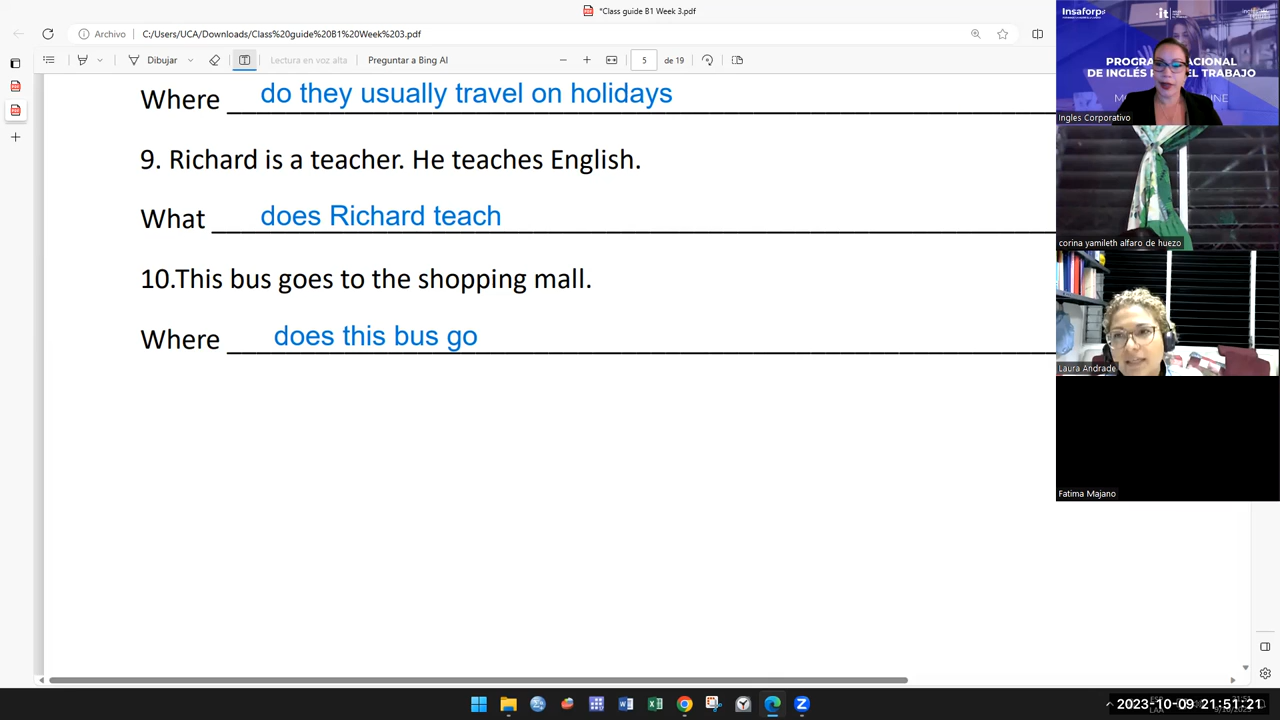 *Class guide B1 Week 3.pdf
Archivo
C:/Users/UCA/Downloads/Class%20guide%20B1%20Week%203.pdf
Dibujar
Lectura en voz alta
Preguntar a Bing AI
5
de 19
Where do they usually travel on holidays
9. Richard is a teacher. He teaches English.
What does Richard teach
10.This bus goes to the shopping mall.
Where does this bus go
Insaforp
it
Ingles Corporativo
corina yamileth alfaro de huezo
Laura Andrade
Fatima Majano
2023-10-09 21:51:21